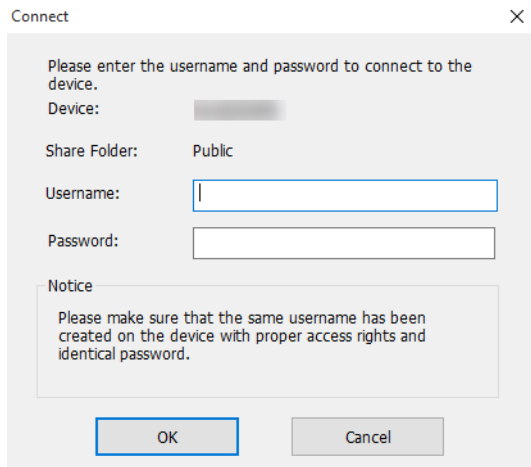 Connect
Please enter the username and password to connect to the
device.
Device:
Share Folder: Public
Username:
Password:
Notice
Please make sure that the same username has been
created on the device with proper access rights and
identical password.
OK Cancel